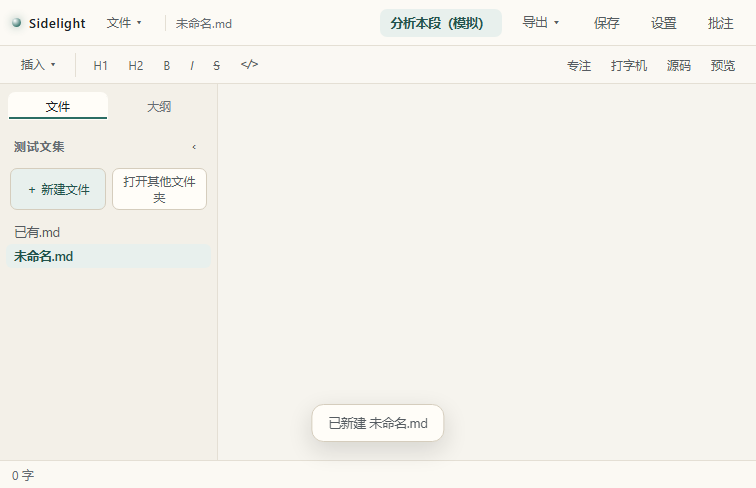 Sidelight 文件 ▾ 未命名.md 分析本段（模拟） 导出 ▾ 保存 设置 批注
插入 ▾ H1 H2 B I S </> 专注 打字机 源码 预览
文件 大纲
测试文集 ‹
+ 新建文件 打开其他文件
夹
已有.md
未命名.md
已新建 未命名.md
0 字